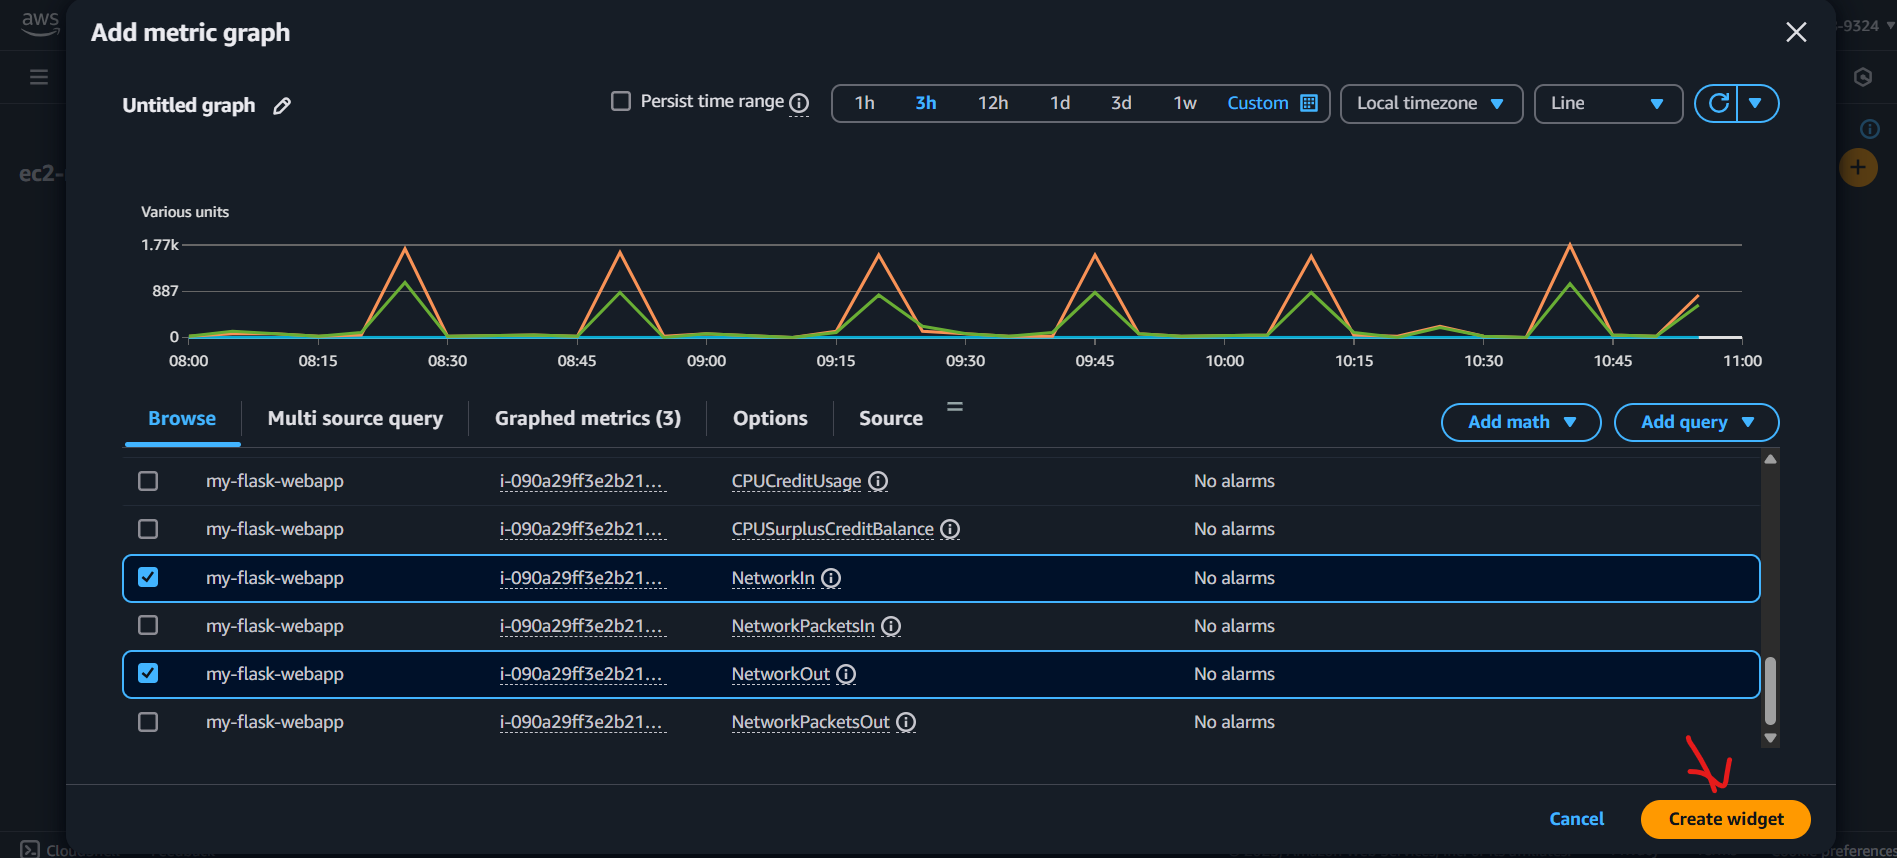 aws
Add metric graph
-9324
Untitled graph
Persist time range
1h 3h 12h 1d 3d 1w Custom
Local timezone
Line
ec2-
Various units
1.77k
887
0
08:00 08:15 08:30 08:45 09:00 09:15 09:30 09:45 10:00 10:15 10:30 10:45 11:00
Browse Multi source query Graphed metrics (3) Options Source Add math Add query
my-flask-webapp i-090a29ff3e2b21... CPUCreditUsage No alarms
my-flask-webapp i-090a29ff3e2b21... CPUSurplusCreditBalance No alarms
my-flask-webapp i-090a29ff3e2b21... NetworkIn No alarms
my-flask-webapp i-090a29ff3e2b21... NetworkPacketsIn No alarms
my-flask-webapp i-090a29ff3e2b21... NetworkOut No alarms
my-flask-webapp i-090a29ff3e2b21... NetworkPacketsOut No alarms
Cancel Create widget
preferences